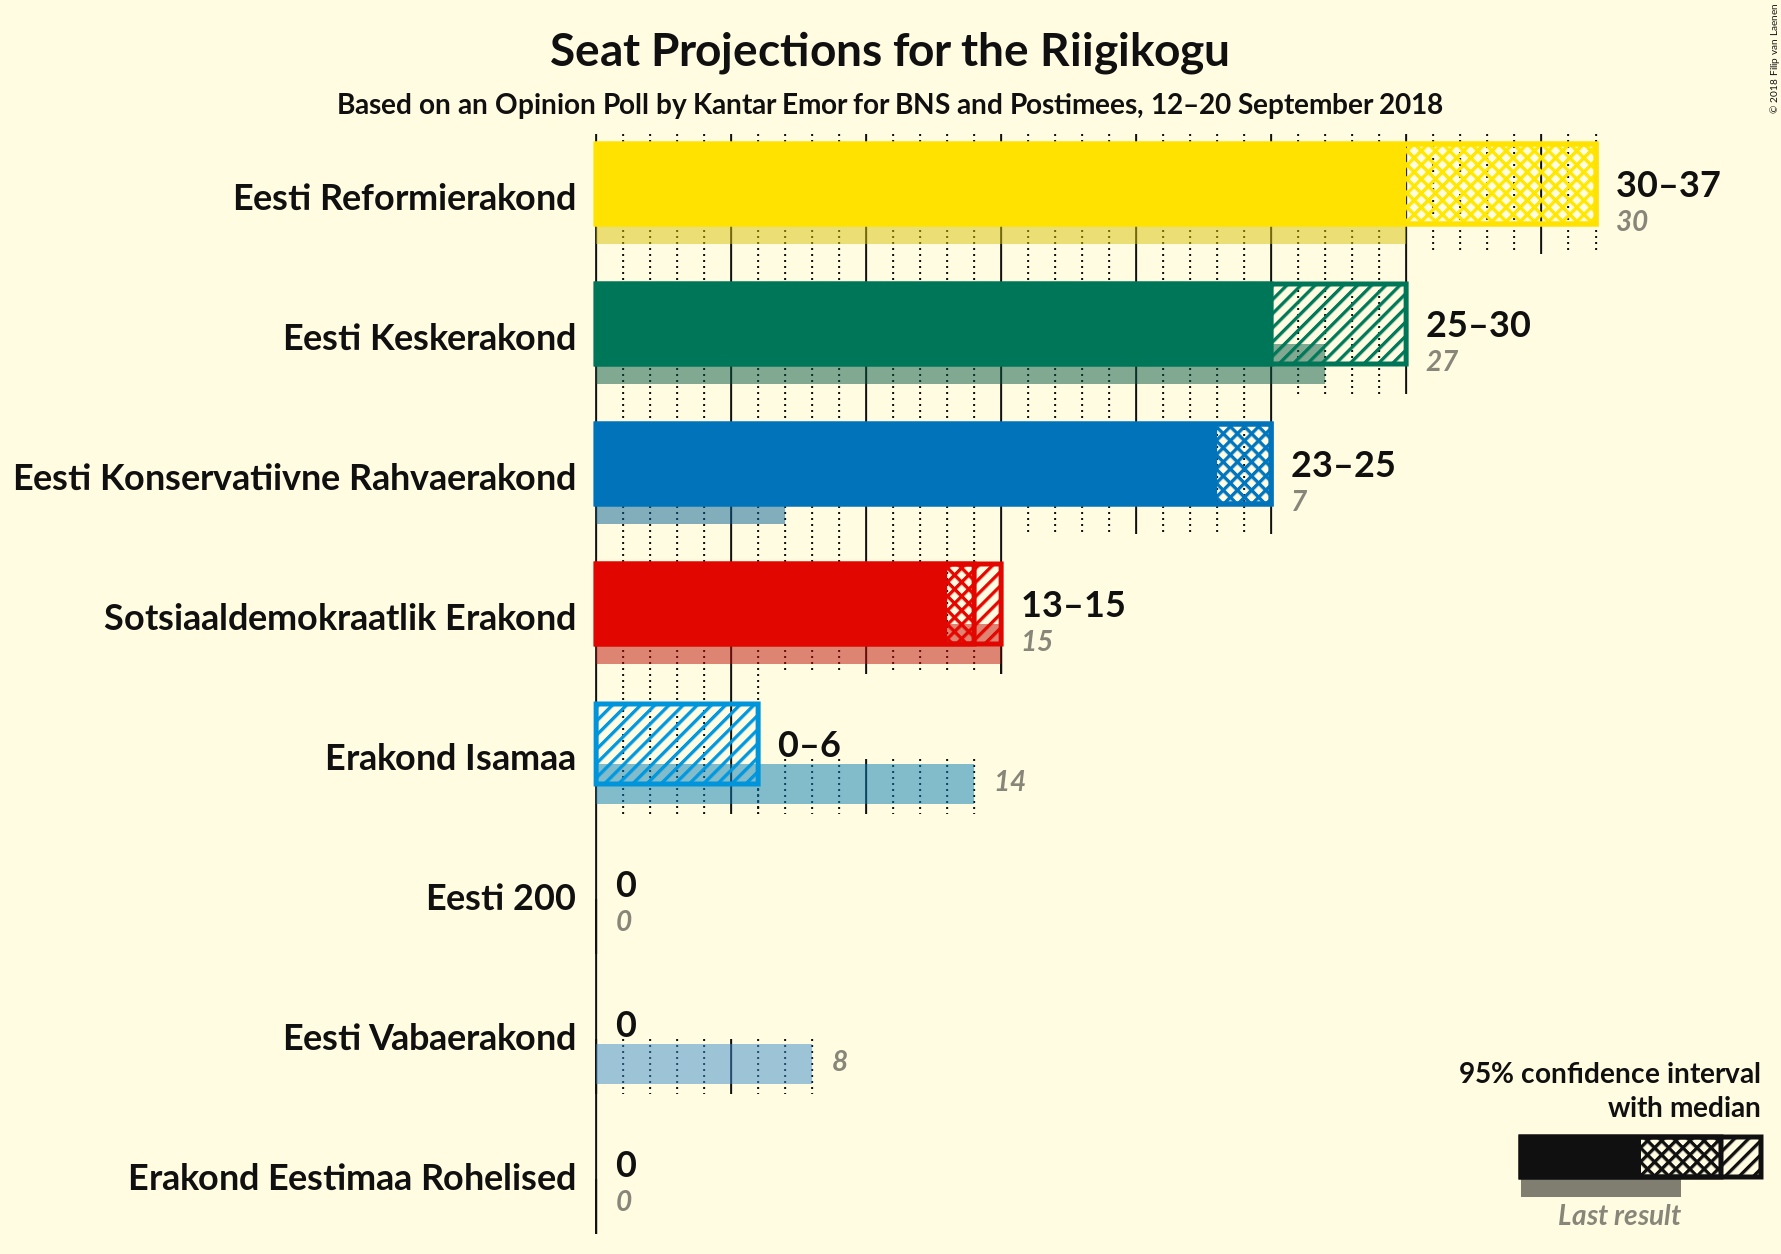 Seat Projections for the Riigikogu
Based on an Opinion Poll by Kantar Emor for BNS and Postimees, 12–20 September 2018
© 2018 Filip van Laenen
Eesti Reformierakond
30–37
30
Eesti Keskerakond
25–30
27
Eesti Konservatiivne Rahvaerakond
23–25
7
Sotsiaaldemokraatlik Erakond
13–15
15
Erakond Isamaa
0–6
14
Eesti 200
0
0
Eesti Vabaerakond
0
8
Erakond Eestimaa Rohelised
0
0
95% confidence interval
with median
Last result